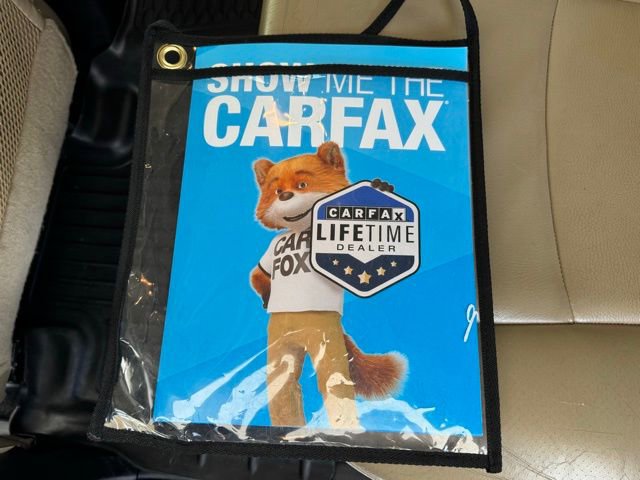 SHOW ME THE
CARFAX®
CAR
FOX
CARFAX
LIFETIME
DEALER